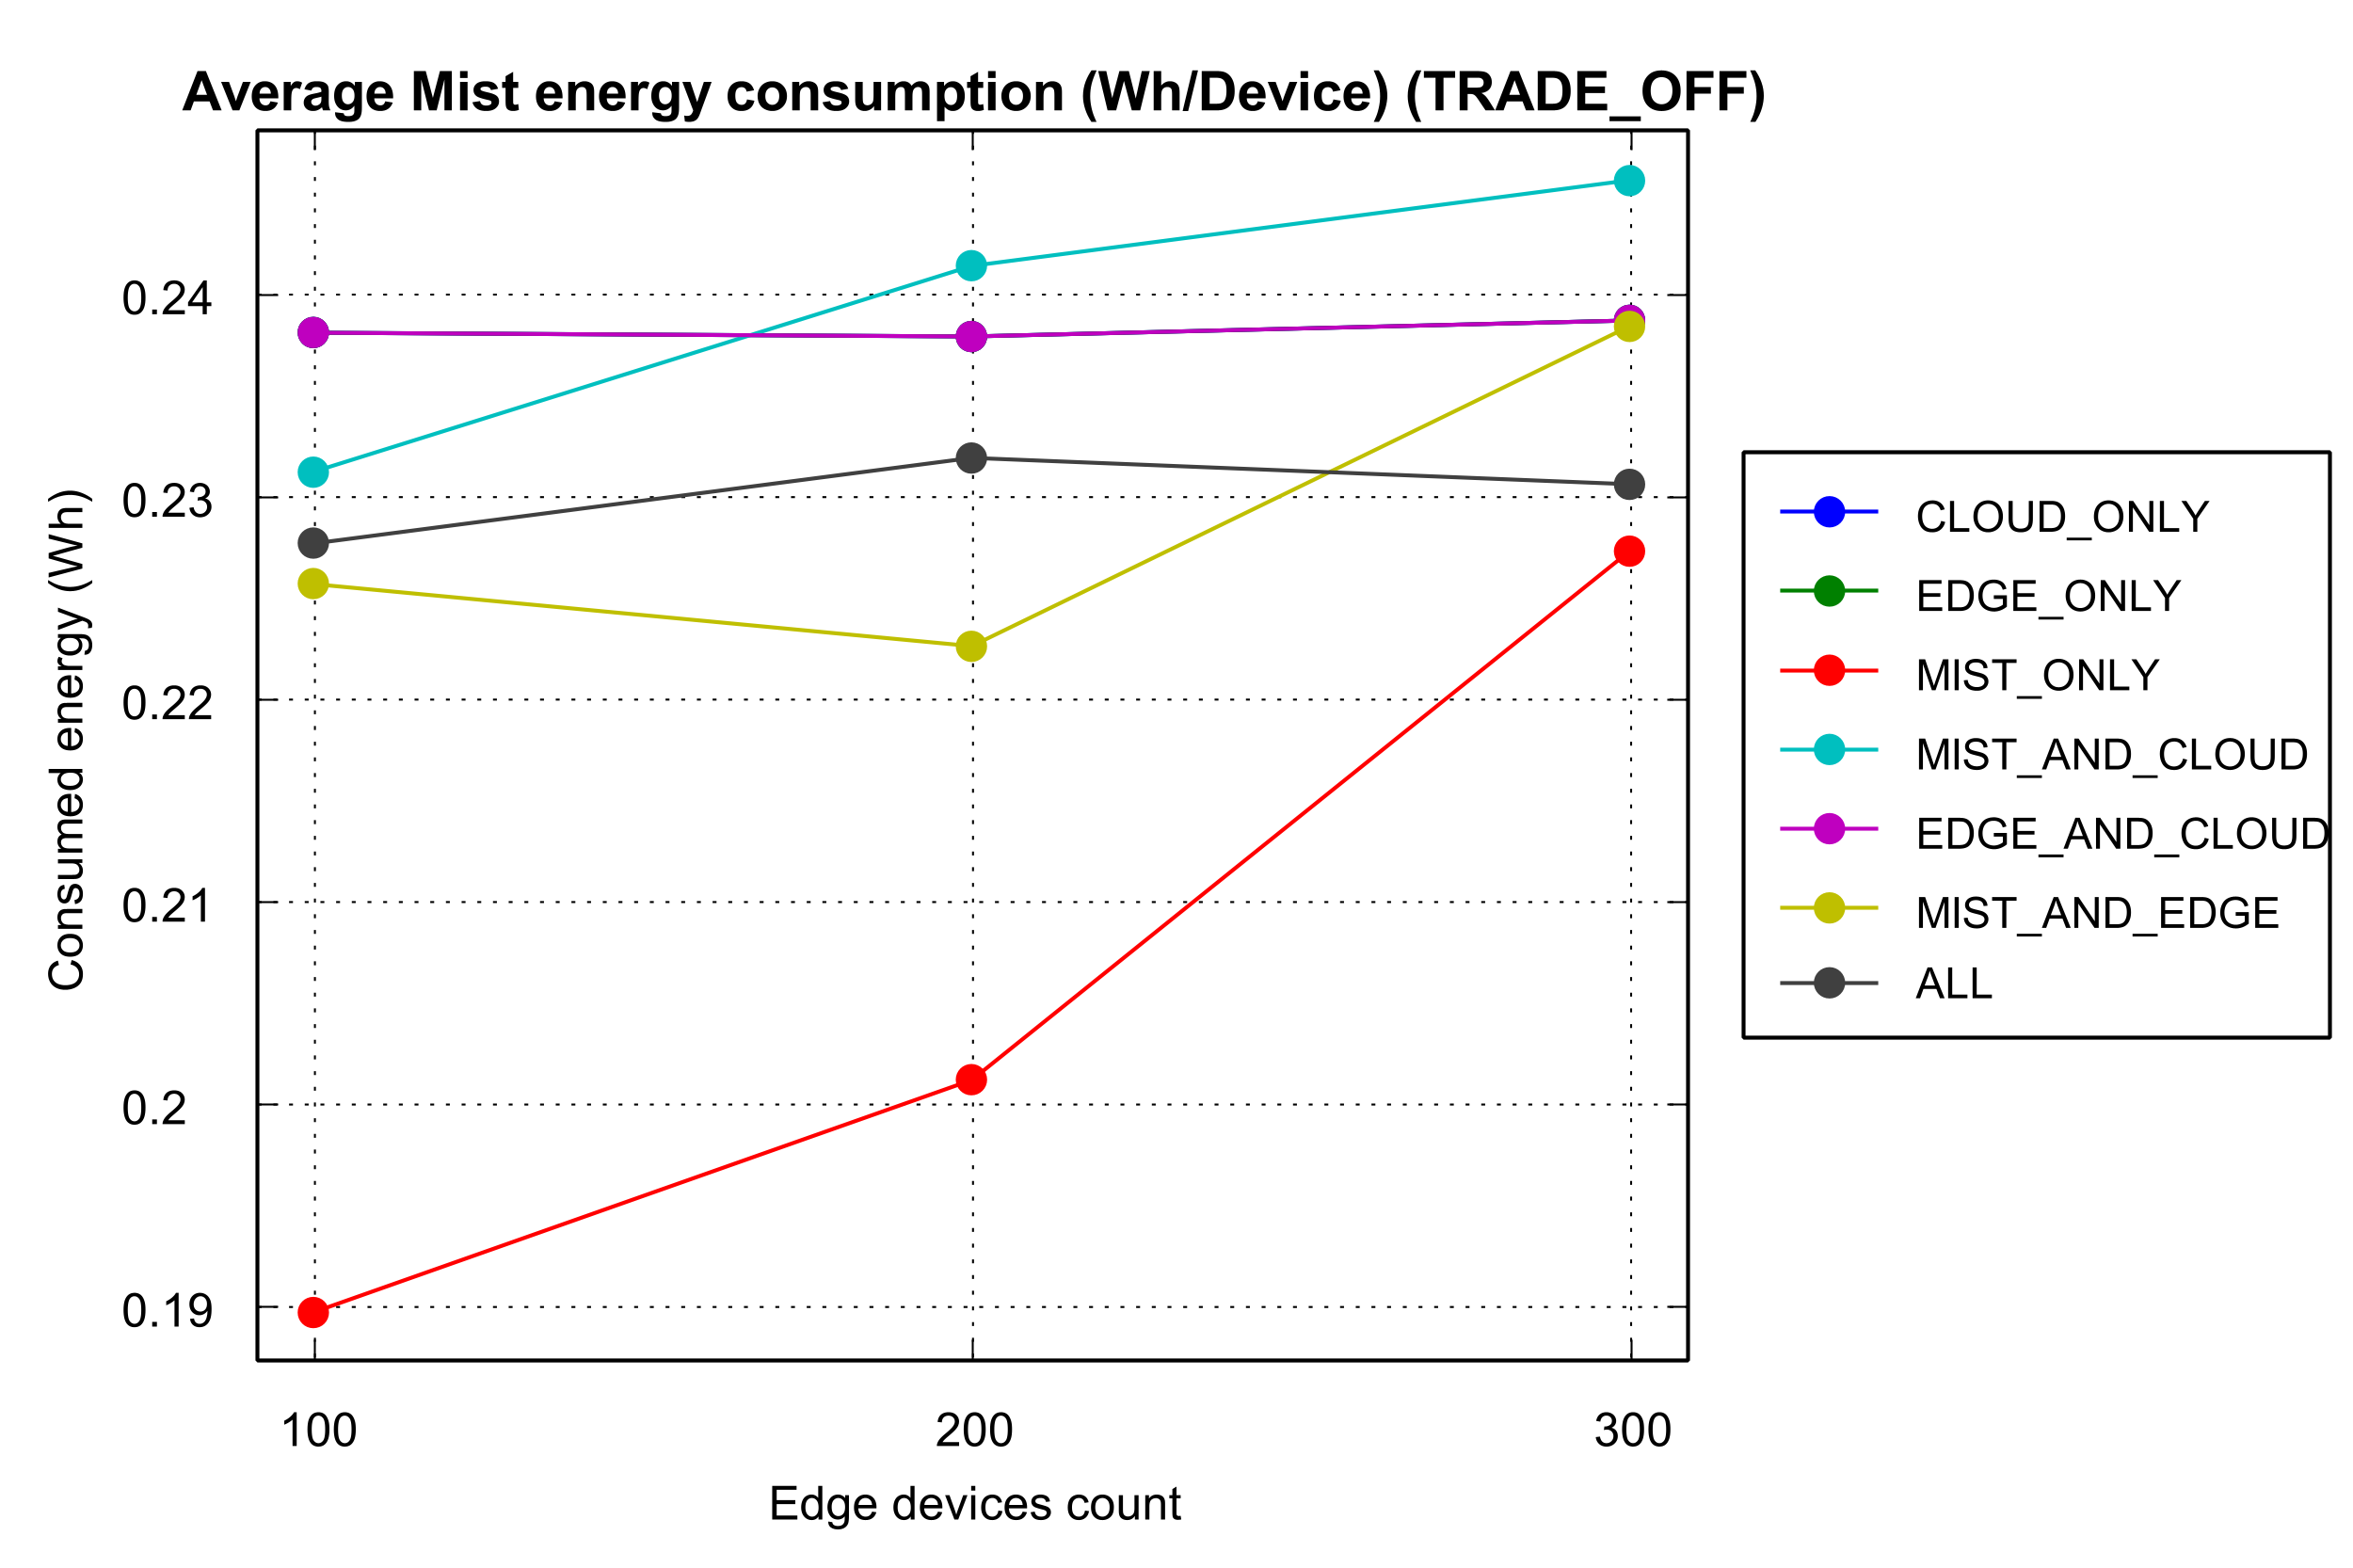 Average Mist energy consumption (Wh/Device) (TRADE_OFF)
Consumed energy (Wh)
0.24
0.23
0.22
0.21
0.2
0.19
100
200
300
Edge devices count
CLOUD_ONLY
EDGE_ONLY
MIST_ONLY
MIST_AND_CLOUD
EDGE_AND_CLOUD
MIST_AND_EDGE
ALL